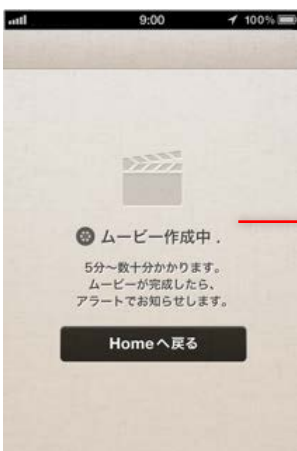 9:00 100%
ムービー作成中 .
5分〜数十分かかります。
ムービーが完成したら、
アラートでお知らせします。
Homeへ戻る